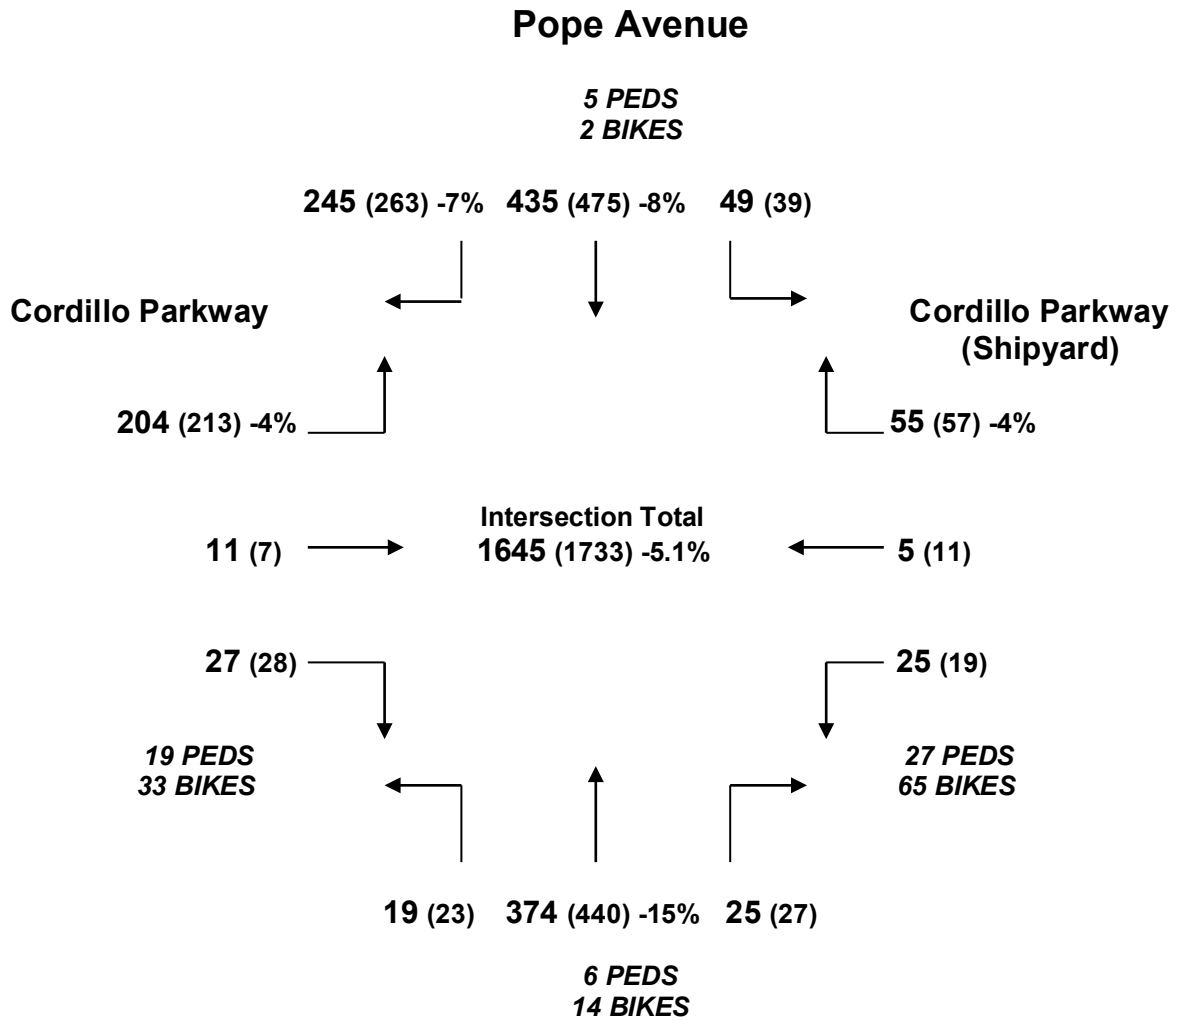 Pope Avenue
5 PEDS
2 BIKES
245 (263) -7% 435 (475) -8% 49 (39)
Cordillo Parkway
Cordillo Parkway
(Shipyard)
204 (213) -4%
55 (57) -4%
Intersection Total
11 (7)
1645 (1733) -5.1%
5 (11)
27 (28)
25 (19)
19 PEDS
33 BIKES
27 PEDS
65 BIKES
19 (23) 374 (440) -15% 25 (27)
6 PEDS
14 BIKES